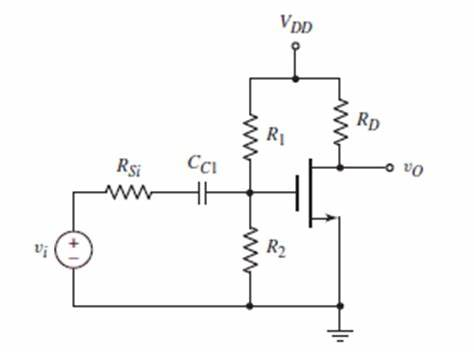 V_DD
R_1
R_D
R_Si
C_C1
v_O
v_i
+
−
R_2